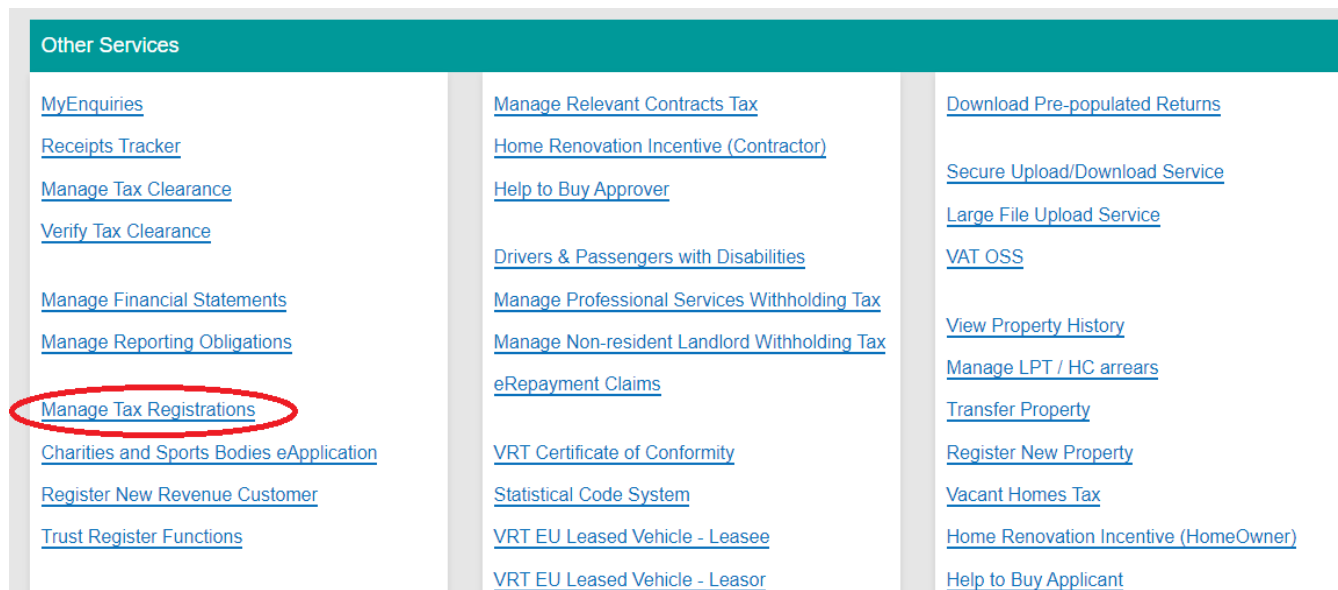 Other Services
MyEnquiries
Receipts Tracker
Manage Tax Clearance
Verify Tax Clearance
Manage Financial Statements
Manage Reporting Obligations
Manage Tax Registrations
Charities and Sports Bodies eApplication
Register New Revenue Customer
Trust Register Functions
Manage Relevant Contracts Tax
Home Renovation Incentive (Contractor)
Help to Buy Approver
Drivers & Passengers with Disabilities
Manage Professional Services Withholding Tax
Manage Non-resident Landlord Withholding Tax
eRepayment Claims
VRT Certificate of Conformity
Statistical Code System
VRT EU Leased Vehicle - Leasee
VRT EU Leased Vehicle - Leasor
Download Pre-populated Returns
Secure Upload/Download Service
Large File Upload Service
VAT OSS
View Property History
Manage LPT / HC arrears
Transfer Property
Register New Property
Vacant Homes Tax
Home Renovation Incentive (HomeOwner)
Help to Buy Applicant